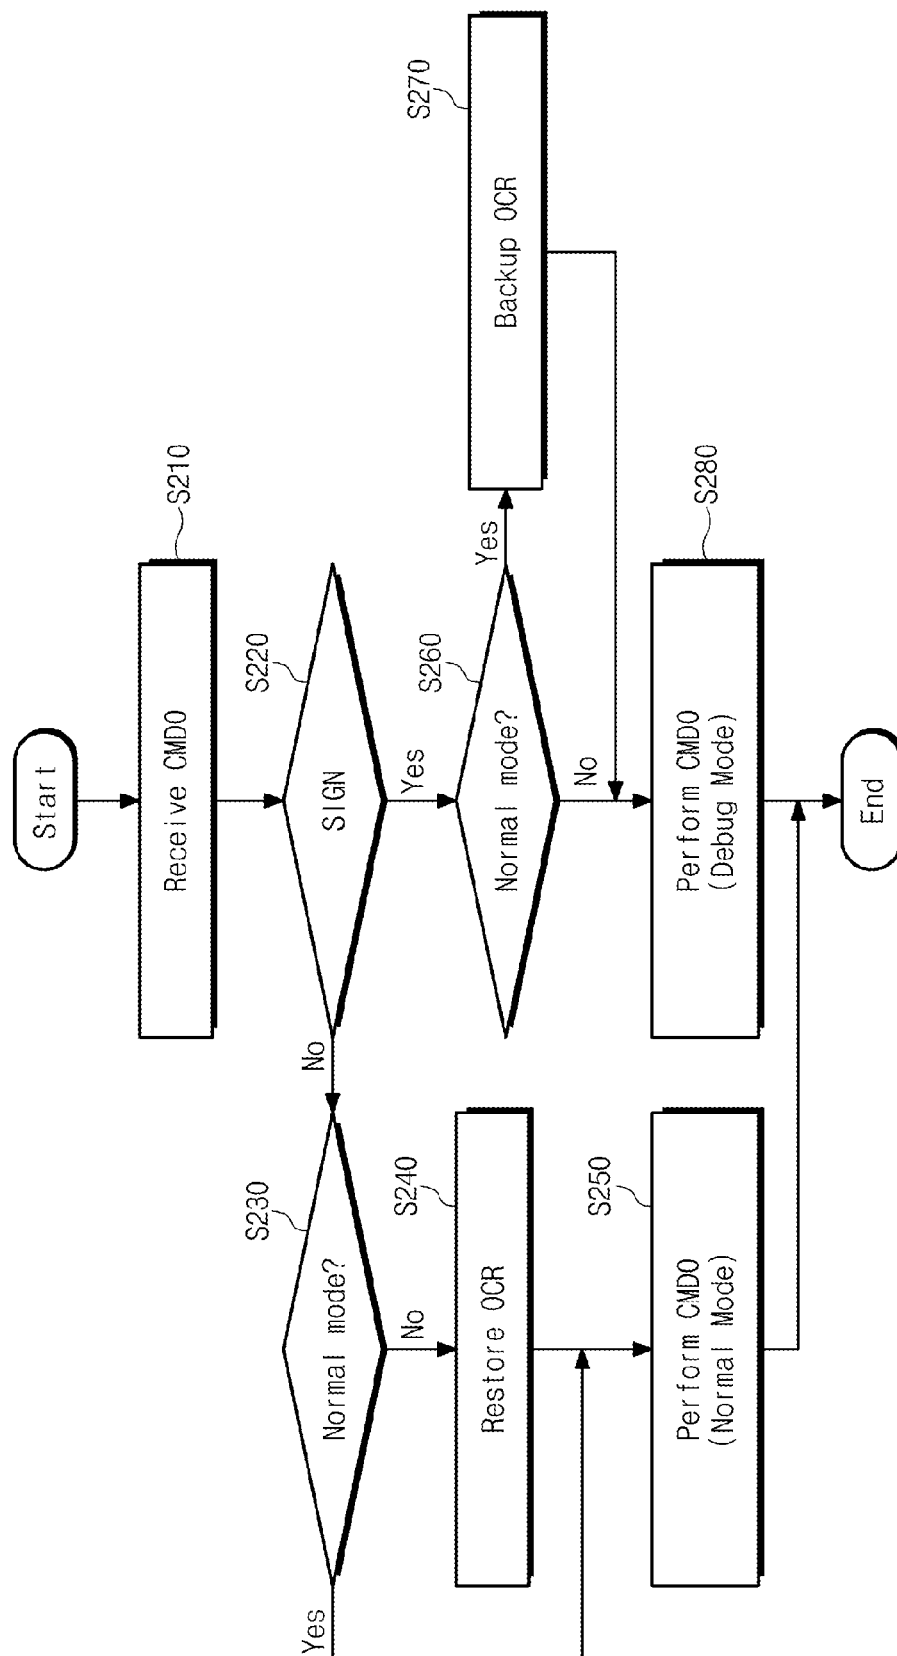 Start
Receive CMD0
S210
SIGN
S220
No
Yes
Normal mode?
S230
Yes
No
Normal mode?
S260
Yes
No
Restore OCR
S240
Backup OCR
S270
Perform CMD0
(Normal Mode)
S250
Perform CMD0
(Debug Mode)
S280
End